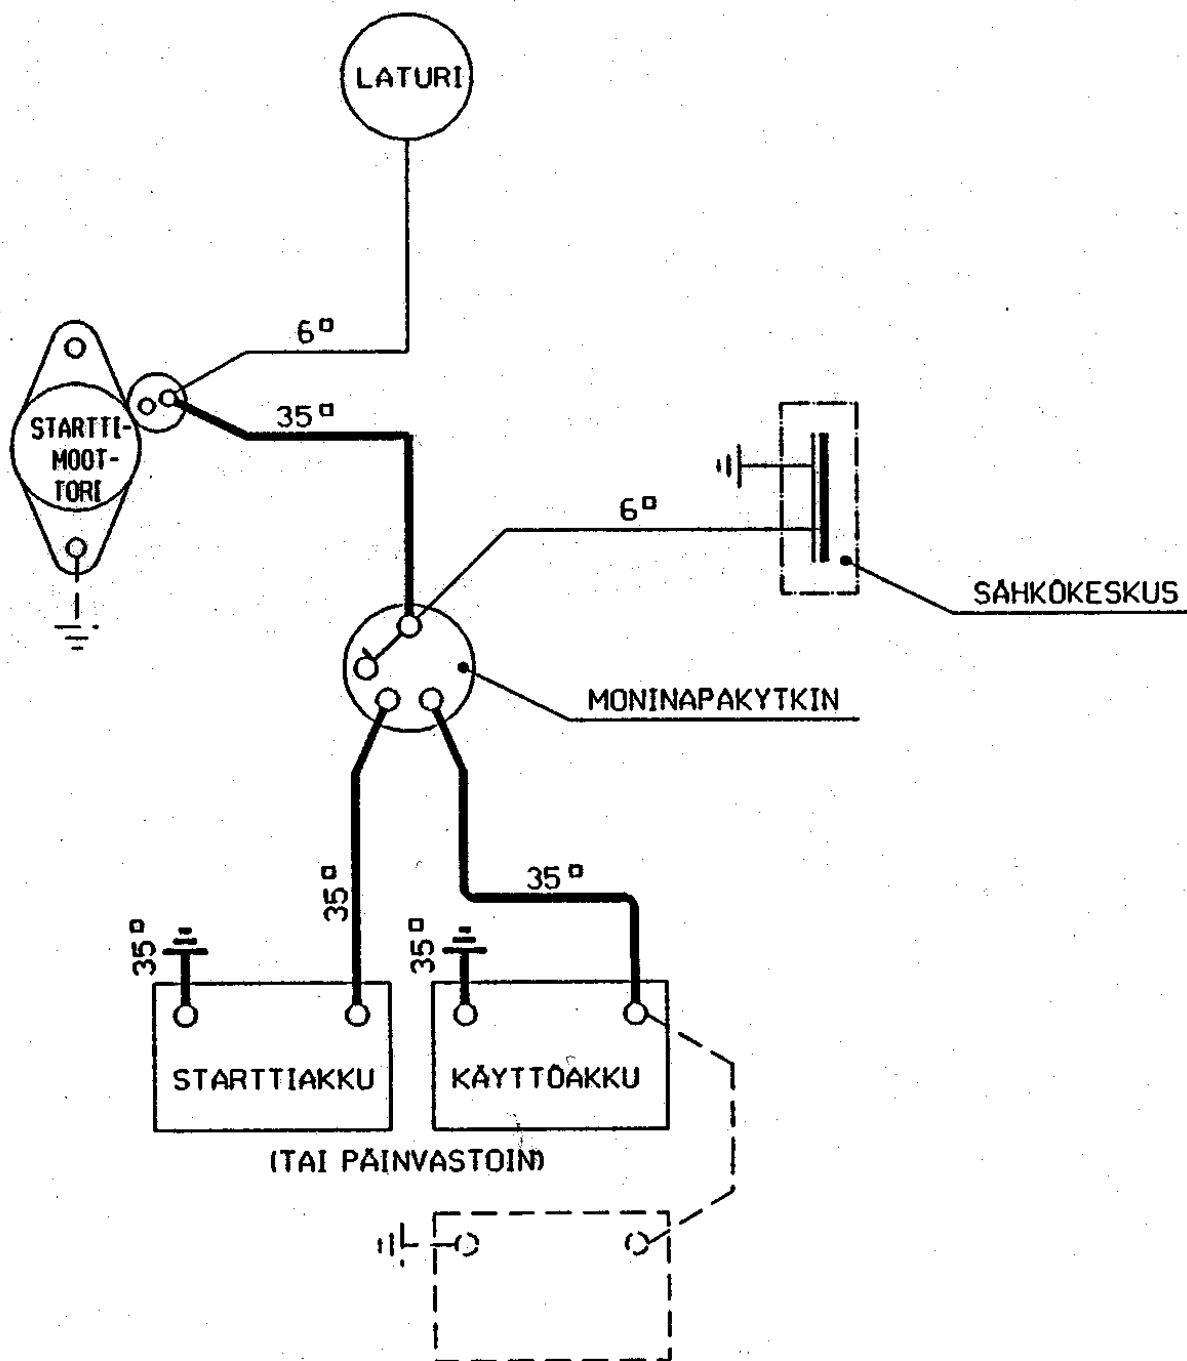 LATURI
6□
35□
STARTTI-
MOOT-
TORI
6□
SÄHKÖKESKUS
MONINAPAKYTKIN
35□
35□
35□
35□
STARTTIAKKU
KÄYTTÖAKKU
(TAI PÄINVASTOIN)